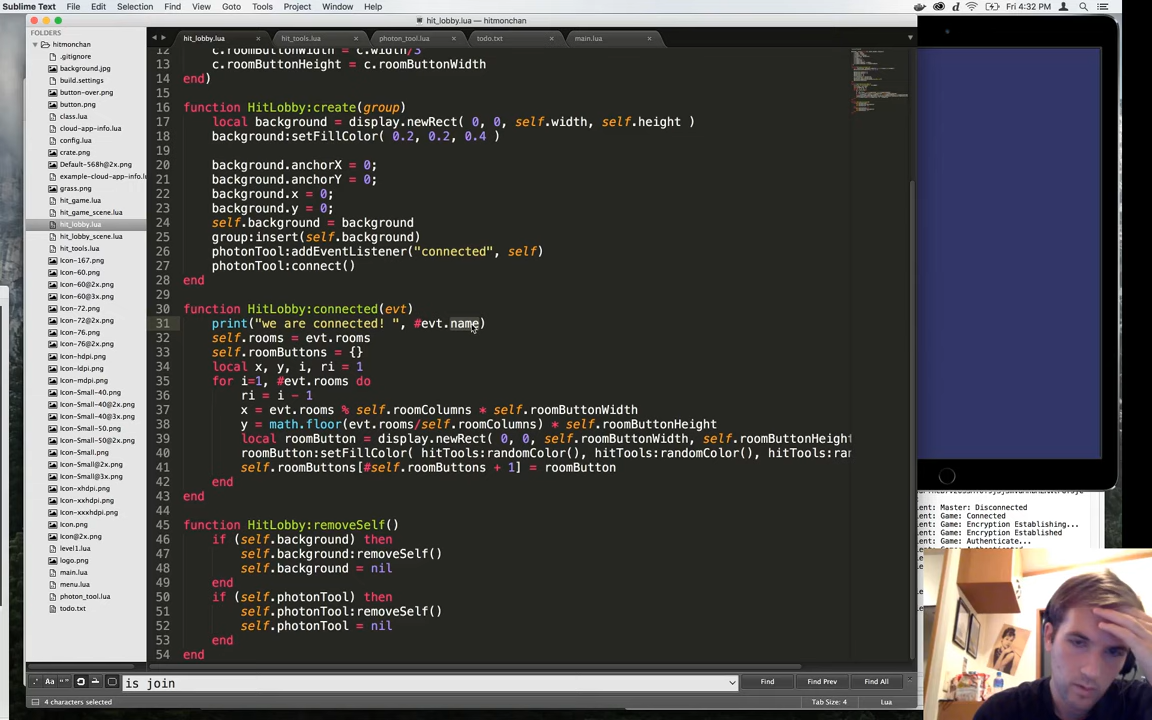 Sublime Text File Edit Selection Find View Goto Tools Project Window Help Fri 4:32 PM
hit_lobby.lua — hitmonchan
FOLDERS
hitmonchan
.gitignore
background.jpg
build.settings
button-over.png
button.png
class.lua
cloud-app-info.lua
config.lua
crate.png
Default-568h@2x.png
example-cloud-app-info.lua
grass.png
hit_game.lua
hit_game_scene.lua
hit_lobby.lua
hit_lobby_scene.lua
hit_tools.lua
Icon-167.png
Icon-60.png
Icon-60@2x.png
Icon-60@3x.png
Icon-72.png
Icon-72@2x.png
Icon-76.png
Icon-76@2x.png
Icon-hdpi.png
Icon-ldpi.png
Icon-mdpi.png
Icon-Small-40.png
Icon-Small-40@2x.png
Icon-Small-50.png
Icon-Small-50@2x.png
Icon-Small.png
Icon-Small@2x.png
Icon-Small@3x.png
Icon-xhdpi.png
Icon-xxhdpi.png
Icon-xxxhdpi.png
Icon.png
Icon@2x.png
level1.lua
logo.png
main.lua
menu.lua
photon_tool.lua
todo.txt
hit_lobby.lua hit_tools.lua photon_tool.lua todo.txt main.lua
12 c.roomButtonWidth = c.width/3
13 c.roomButtonHeight = c.roomButtonWidth
14 end)
15
16 function HitLobby:create(group)
17 local background = display.newRect( 0, 0, self.width, self.height )
18 background:setFillColor( 0.2, 0.2, 0.4 )
19
20 background.anchorX = 0;
21 background.anchorY = 0;
22 background.x = 0;
23 background.y = 0;
24 self.background = background
25 group:insert(self.background)
26 photonTool:addEventListener("connected", self)
27 photonTool:connect()
28 end
29
30 function HitLobby:connected(evt)
31 print("we are connected! ", #evt.name)
32 self.rooms = evt.rooms
33 self.roomButtons = {}
34 local x, y, i, ri = 1
35 for i=1, #evt.rooms do
36 ri = i - 1
37 x = evt.rooms % self.roomColumns * self.roomButtonWidth
38 y = math.floor(evt.rooms/self.roomColumns) * self.roomButtonHeight
39 local roomButton = display.newRect( 0, 0, self.roomButtonWidth, self.roomButtonHeight
40 roomButton:setFillColor( hitTools:randomColor(), hitTools:randomColor(), hitTools:ran
41 self.roomButtons[#self.roomButtons + 1] = roomButton
42 end
43 end
44
45 function HitLobby:removeSelf()
46 if (self.background) then
47 self.background:removeSelf()
48 self.background = nil
49 end
50 if (self.photonTool) then
51 self.photonTool:removeSelf()
52 self.photonTool = nil
53 end
54 end
ent: Master: Disconnected
ent: Game: Connected
ent: Game: Encryption Establishing...
ent: Game: Encryption Established
ent: Game: Authenticate...
is join Find Find Prev Find All
4 characters selected Tab Size: 4 Lua